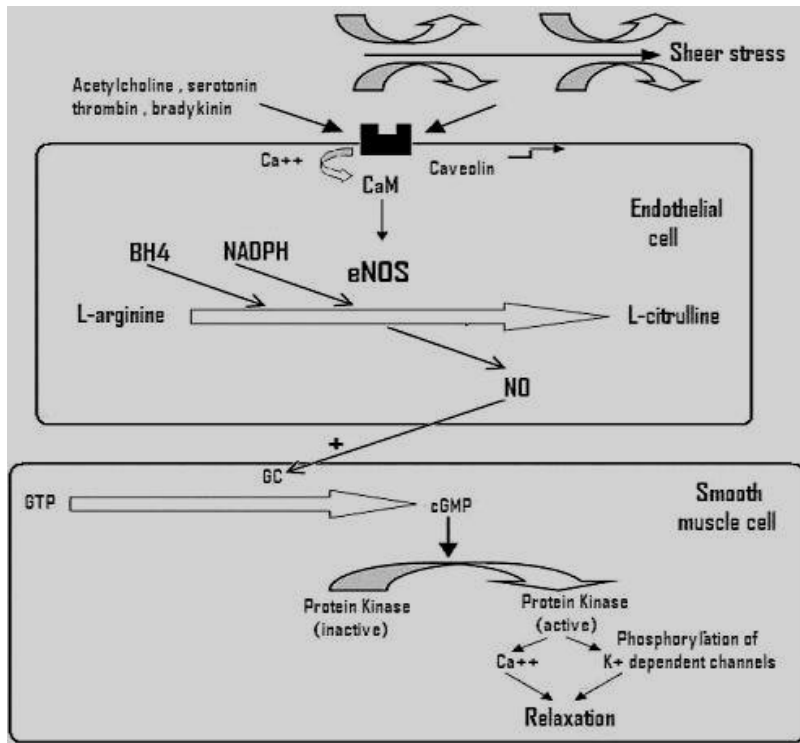 Sheer stress
Acetylcholine , serotonin
thrombin , bradykinin
Ca++
CaM
Caveolin
Endothelial
cell
BH4
NADPH
eNOS
L-arginine
L-citrulline
NO
+
GC
GTP
cGMP
Smooth
muscle cell
Protein Kinase
(inactive)
Protein Kinase
(active)
Phosphorylation of
Ca++
K+ dependent channels
Relaxation